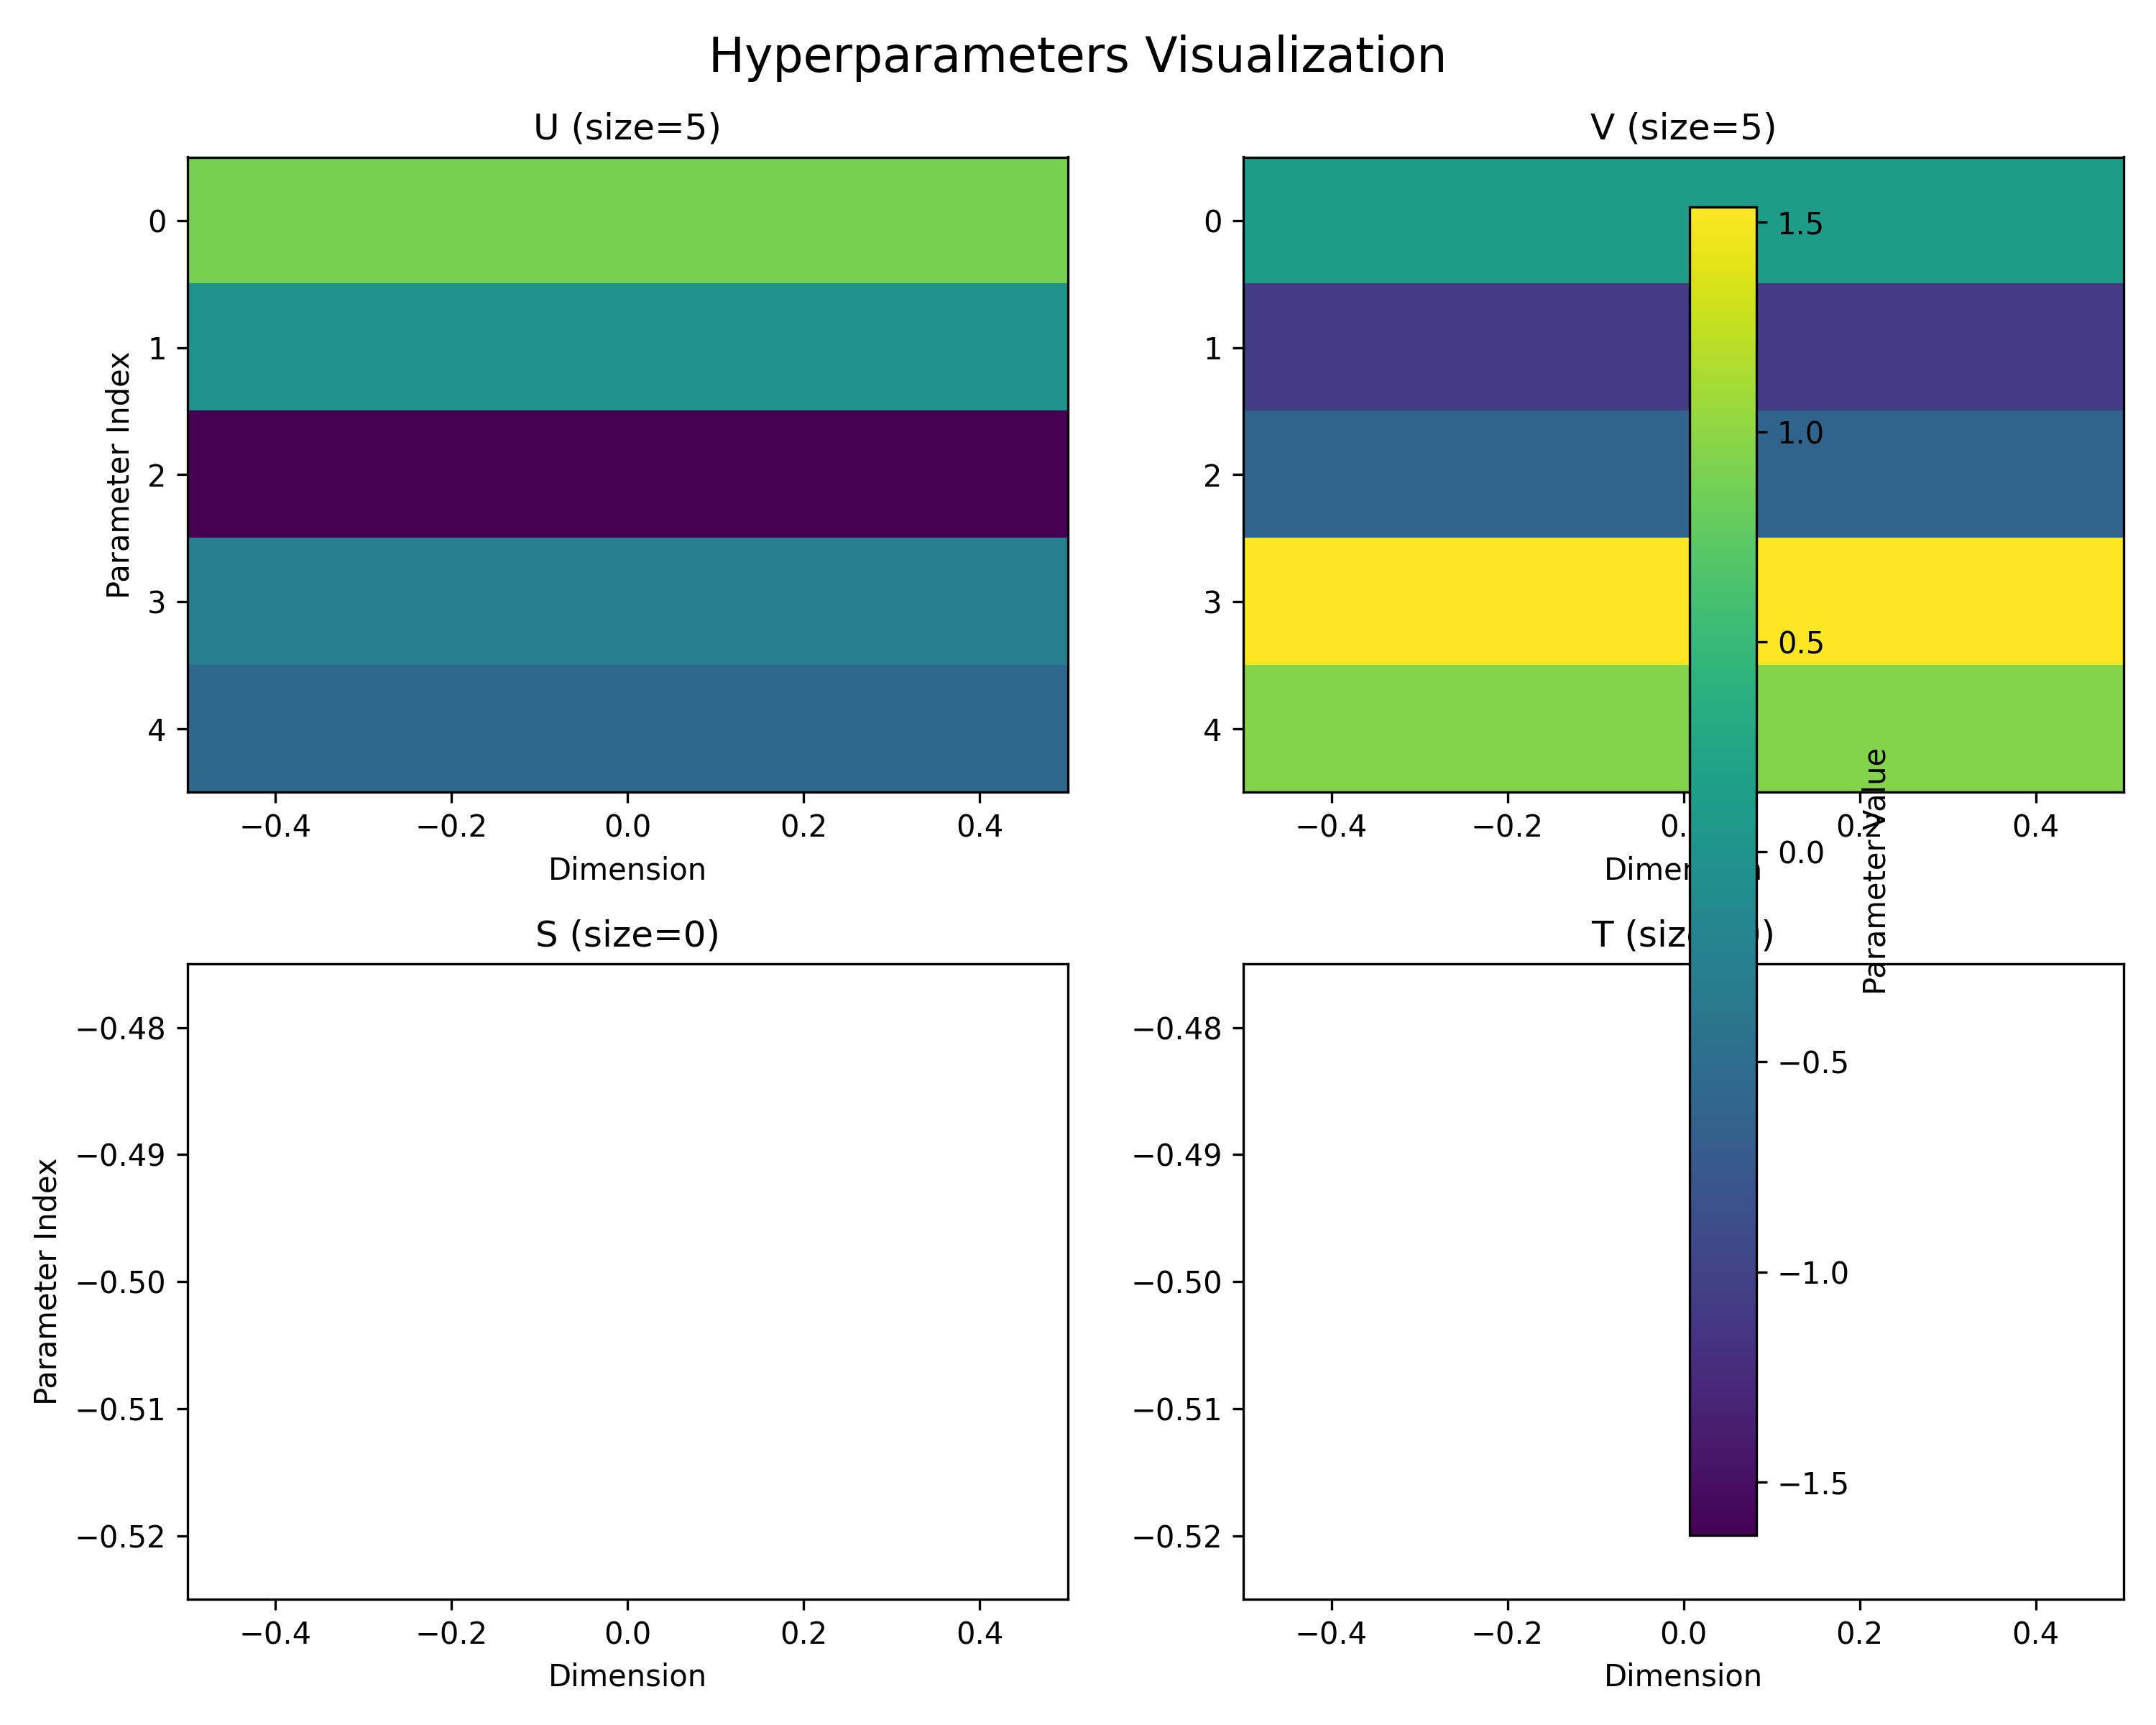 Hyperparameters Visualization
U (size=5)
0
1
2
3
4
Parameter Index
−0.4 −0.2 0.0 0.2 0.4
Dimension
V (size=5)
0
1
2
3
4
−0.4 −0.2 0. 0.2 0.4
Dimen
1.5
1.0
0.5
0.0
−0.5
−1.0
−1.5
Parameter Value
S (size=0)
−0.48
−0.49
−0.50
−0.51
−0.52
Parameter Index
−0.4 −0.2 0.0 0.2 0.4
Dimension
T (siz )
−0.48
−0.49
−0.50
−0.51
−0.52
−0.4 −0.2 0.0 0.2 0.4
Dimension